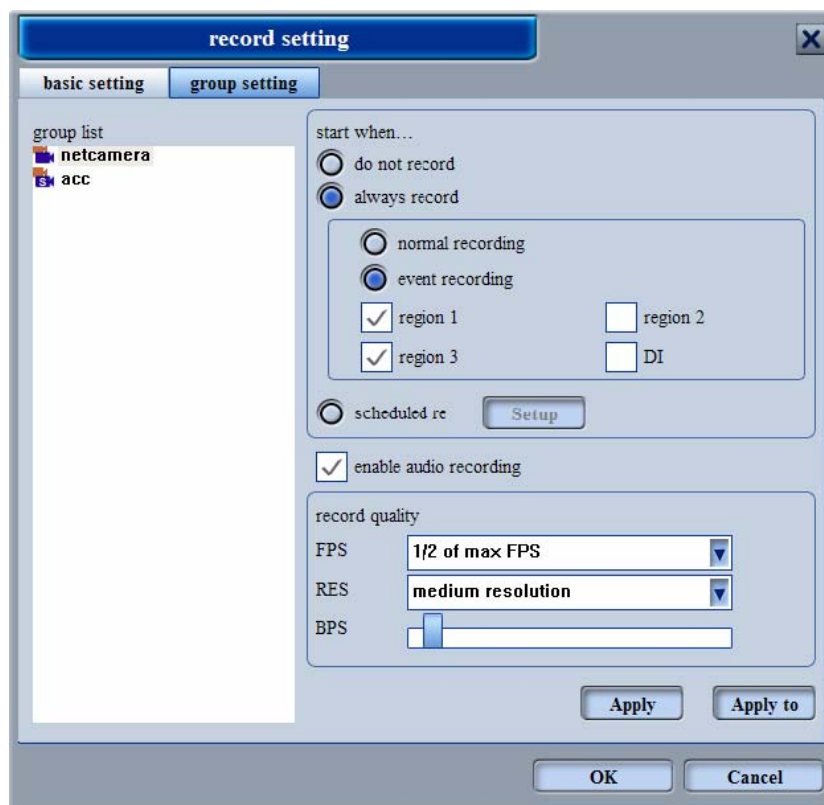 record setting
basic setting
group setting
group list
netcamera
acc
start when...
do not record
always record
normal recording
event recording
region 1
region 2
region 3
DI
scheduled re
Setup
enable audio recording
record quality
FPS
1/2 of max FPS
RES
medium resolution
BPS
Apply
Apply to
OK
Cancel